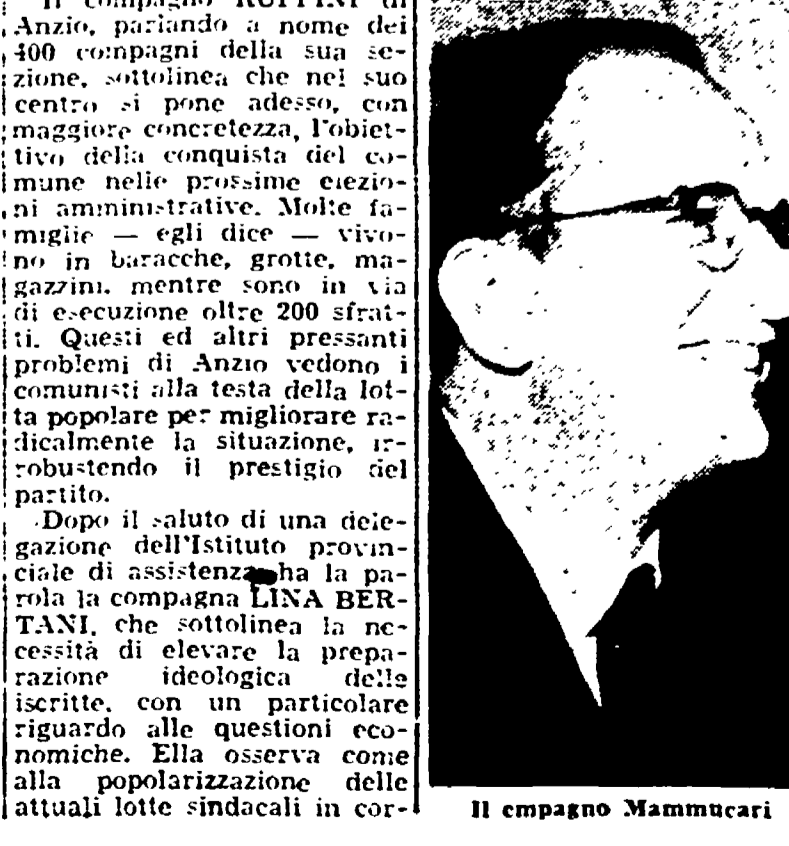 Il compagno RUFFINI di
Anzio, parlando a nome dei
400 compagni della sua se-
zione, sottolinea che nel suo
centro si pone adesso, con
maggiore concretezza, l'obiet-
tivo della conquista del co-
mune nelle prossime elezio-
ni amministrative. Molte fa-
miglie — egli dice — vivo-
no in baracche, grotte, ma-
gazzini, mentre sono in via
di esecuzione oltre 200 sfrat-
ti. Questi ed altri pressanti
problemi di Anzio vedono i
comunisti alla testa della lot-
ta popolare per migliorare ra-
dicalmente la situazione, ir-
robustendo il prestigio del
partito.
Dopo il saluto di una dele-
gazione dell'Istituto provin-
ciale di assistenza ha la pa-
rola la compagna LINA BER-
TANI, che sottolinea la ne-
cessità di elevare la prepa-
razione ideologica delle
iscritte, con un particolare
riguardo alle questioni eco-
nomiche. Ella osserva come
alla popolarizzazione delle
attuali lotte sindacali in cor-
Il cmpagno Mammucari